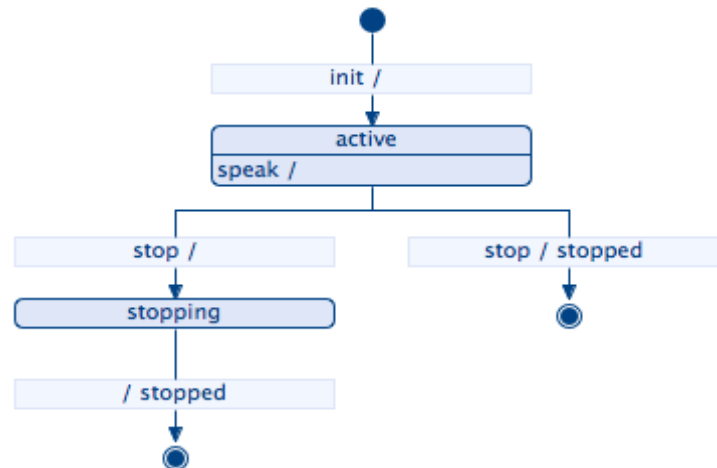 init /
active
speak /
stop /
stop / stopped
stopping
/ stopped